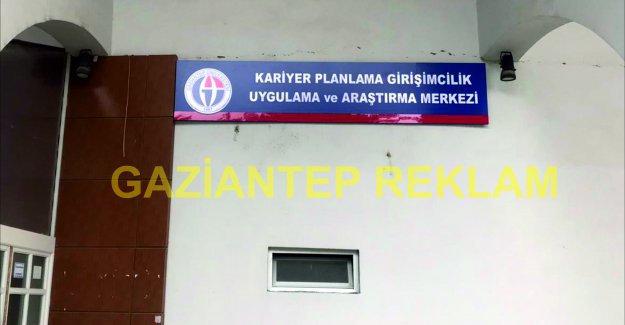 KARİYER PLANLAMA GİRİŞİMCİLİK
UYGULAMA ve ARAŞTIRMA MERKEZİ
GAZİANTEP REKLAM